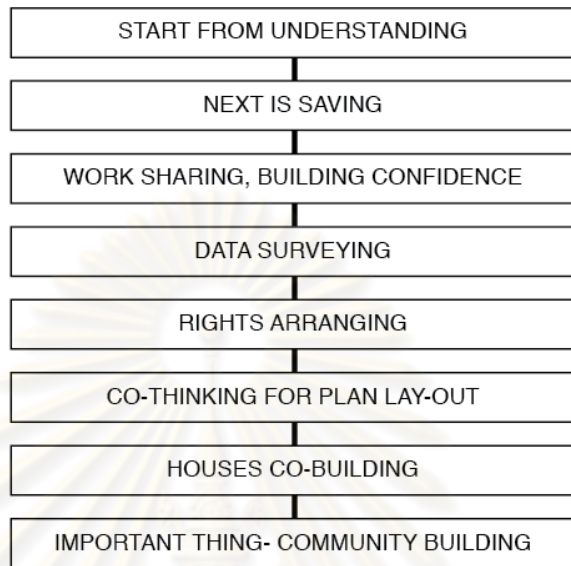 START FROM UNDERSTANDING
NEXT IS SAVING
WORK SHARING, BUILDING CONFIDENCE
DATA SURVEYING
RIGHTS ARRANGING
CO-THINKING FOR PLAN LAY-OUT
HOUSES CO-BUILDING
IMPORTANT THING- COMMUNITY BUILDING